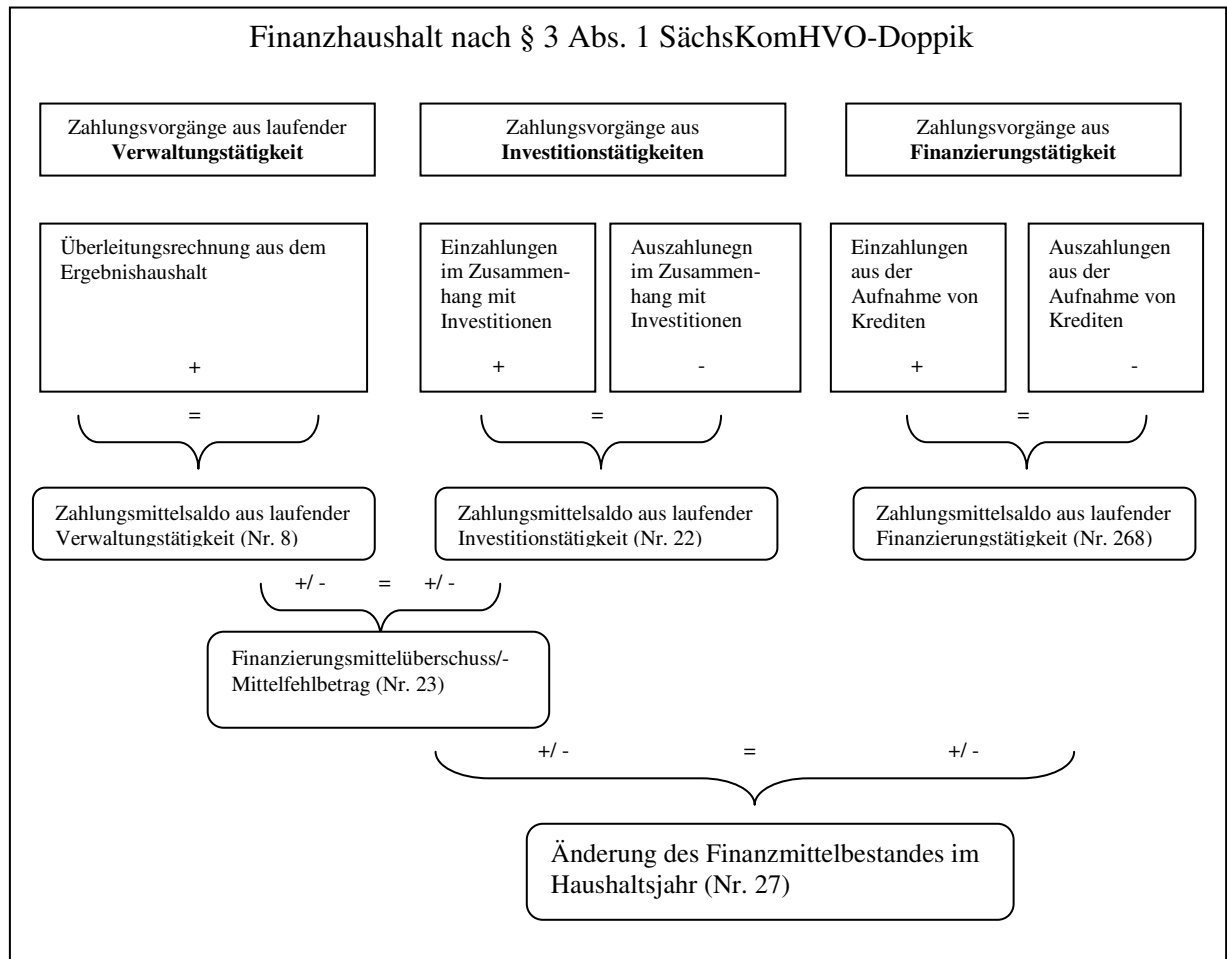 Finanzhaushalt nach § 3 Abs. 1 SächsKomHVO-Doppik
Zahlungsvorgänge aus laufender
Verwaltungstätigkeit
Zahlungsvorgänge aus
Investitionstätigkeiten
Zahlungsvorgänge aus
Finanzierungstätigkeit
Überleitungsrechnung aus dem
Ergebnishaushalt
+
Einzahlungen
im Zusammen-
hang mit
Investitionen
+
Auszahlunegn
im Zusammen-
hang mit
Investitionen
-
Einzahlungen
aus der
Aufnahme von
Krediten
+
Auszahlungen
aus der
Aufnahme von
Krediten
-
=
=
=
Zahlungsmittelsaldo aus laufender
Verwaltungstätigkeit (Nr. 8)
Zahlungsmittelsaldo aus laufender
Investitionstätigkeit (Nr. 22)
Zahlungsmittelsaldo aus laufender
Finanzierungstätigkeit (Nr. 268)
+/ - = +/ -
Finanzierungsmittelüberschuss/-
Mittelfehlbetrag (Nr. 23)
+/ - = +/ -
Änderung des Finanzmittelbestandes im
Haushaltsjahr (Nr. 27)